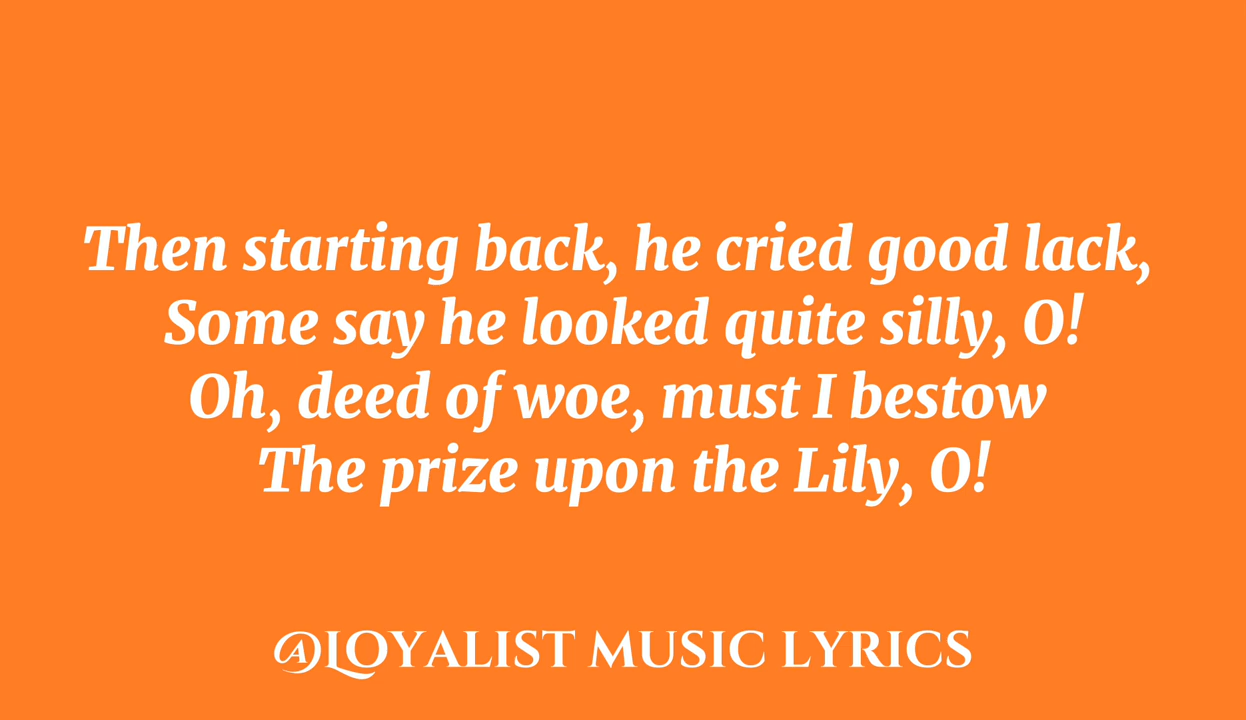 Then starting back, he cried good lack,
Some say he looked quite silly, O!
Oh, deed of woe, must I bestow
The prize upon the Lily, O!
@LOYALIST MUSIC LYRICS